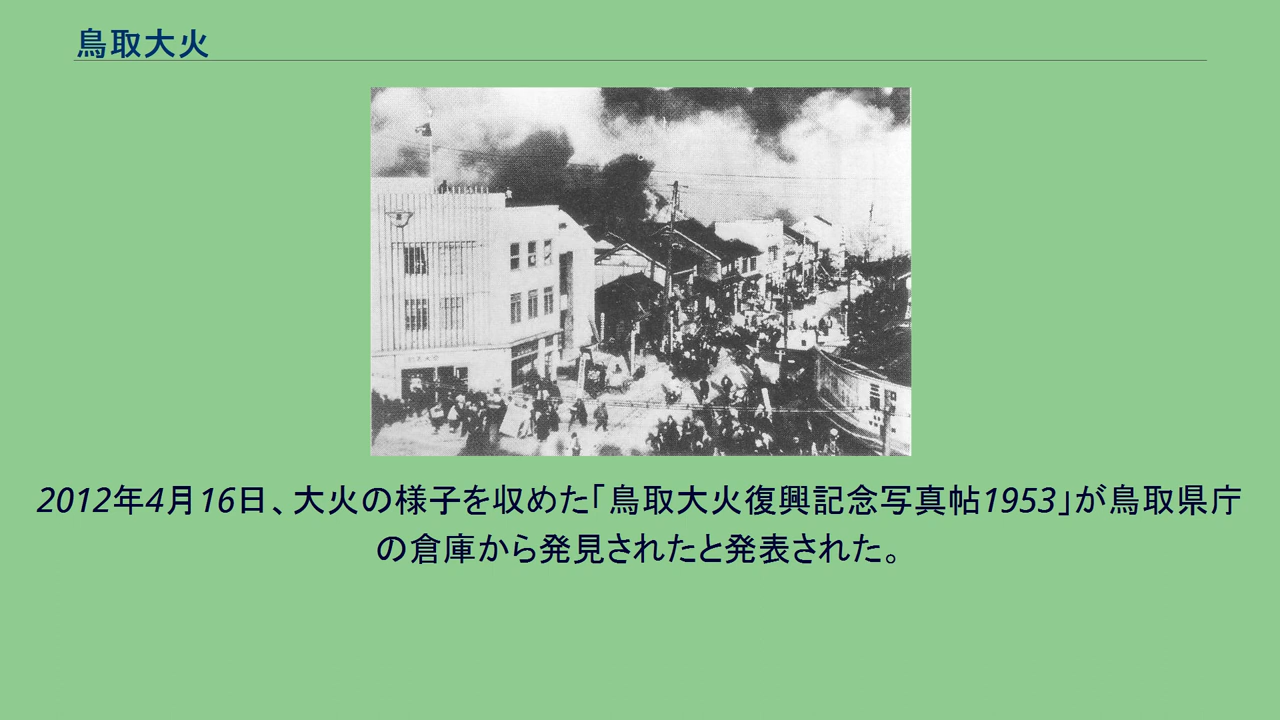 鳥取大火
2012年4月16日、大火の様子を収めた「鳥取大火復興記念写真帖1953」が鳥取県庁
の倉庫から発見されたと発表された。